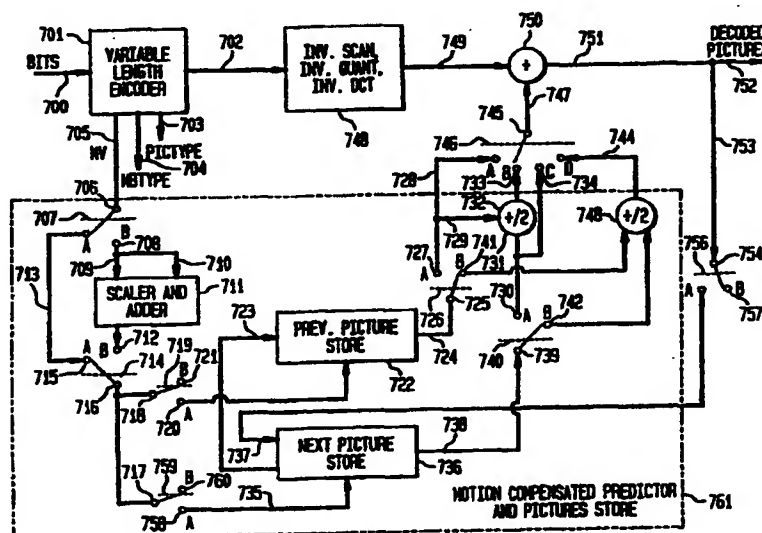 701
BITS
700
VARIABLE
LENGTH
ENCODER
702
INV. SCAN,
INV. QUANT,
INV. DCT
748
749
750
+
751
DECODED
PICTURES
752
753
705
MV
703
PICTYPE
704
MBTYPE
745
747
746
744
A
B
C
D
728
733
734
706
707
A
B
708
709
710
713
SCALER AND
ADDER
711
732
+/2
729
741
731
+/2
748
727
A
B
741
725
726
730
A
B
742
740
739
756
754
A
B
757
712
B
A
715
714
716
719
B
721
718
720
A
723
PREV. PICTURE
STORE
724
722
737
NEXT PICTURE
STORE
738
736
717
759
B
760
735
758
A
MOTION COMPENSATED PREDICTOR
AND PICTURES STORE
761